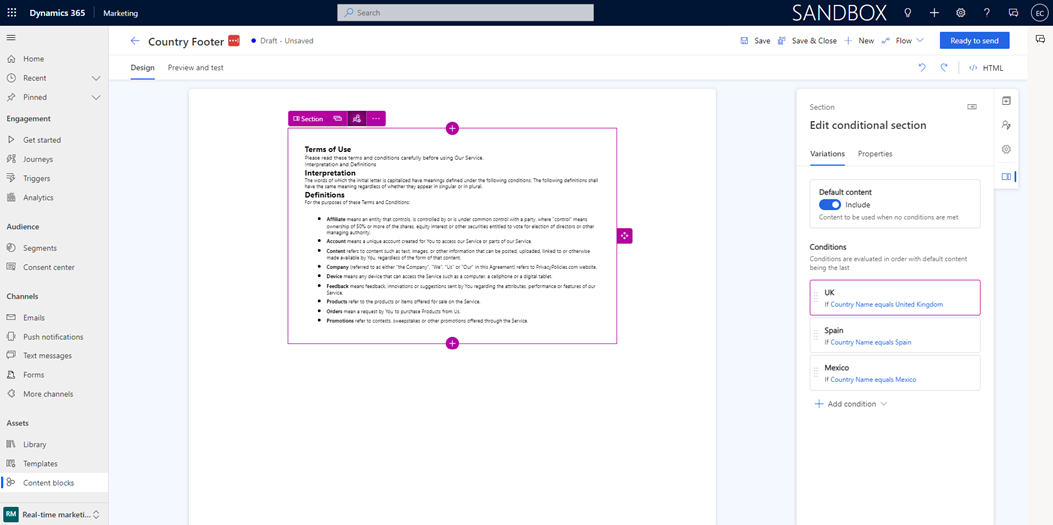 Dynamics 365
Marketing
Search
SANDBOX
EC
Home
Recent
Pinned
Engagement
Get started
Journeys
Triggers
Analytics
Audience
Segments
Consent center
Channels
Emails
Push notifications
Text messages
Forms
More channels
Assets
Library
Templates
Content blocks
RM Real-time marketi...
Country Footer
Draft - Unsaved
Save
Save & Close
New
Flow
Ready to send
Design
Preview and test
HTML
Section
Terms of Use
Please read these terms and conditions carefully before using Our Service.
Interpretation and Definitions
Interpretation
The words of which the initial letter is capitalized have meanings defined under the following conditions. The following definitions shall
have the same meaning regardless of whether they appear in singular or in plural.
Definitions
For the purposes of these Terms and Conditions:
Affiliate means an entity that controls, is controlled by or is under common control with a party, where "control" means
ownership of 50% or more of the shares, equity interest or other securities entitled to vote for election of directors or other
managing authority.
Account means a unique account created for You to access our Service or parts of our Service.
Content refers to content such as text, images, or other information that can be posted, uploaded, linked to or otherwise
made available by You, regardless of the form of that content.
Company (referred to as either "the Company", "We", "Us" or "Our" in this Agreement) refers to PrivacyPolicies.com website.
Device means any device that can access the Service such as a computer, a cellphone or a digital tablet.
Feedback means feedback, innovations or suggestions sent by You regarding the attributes, performance or features of our
Service.
Products refer to the products or items offered for sale on the Service.
Orders mean a request by You to purchase Products from Us.
Promotions refer to contests, sweepstakes or other promotions offered through the Service.
Section
Edit conditional section
Variations
Properties
Default content
Include
Content to be used when no conditions are met
Conditions
Conditions are evaluated in order with default content
being the last
UK
If Country Name equals United Kingdom
Spain
If Country Name equals Spain
Mexico
If Country Name equals Mexico
Add condition